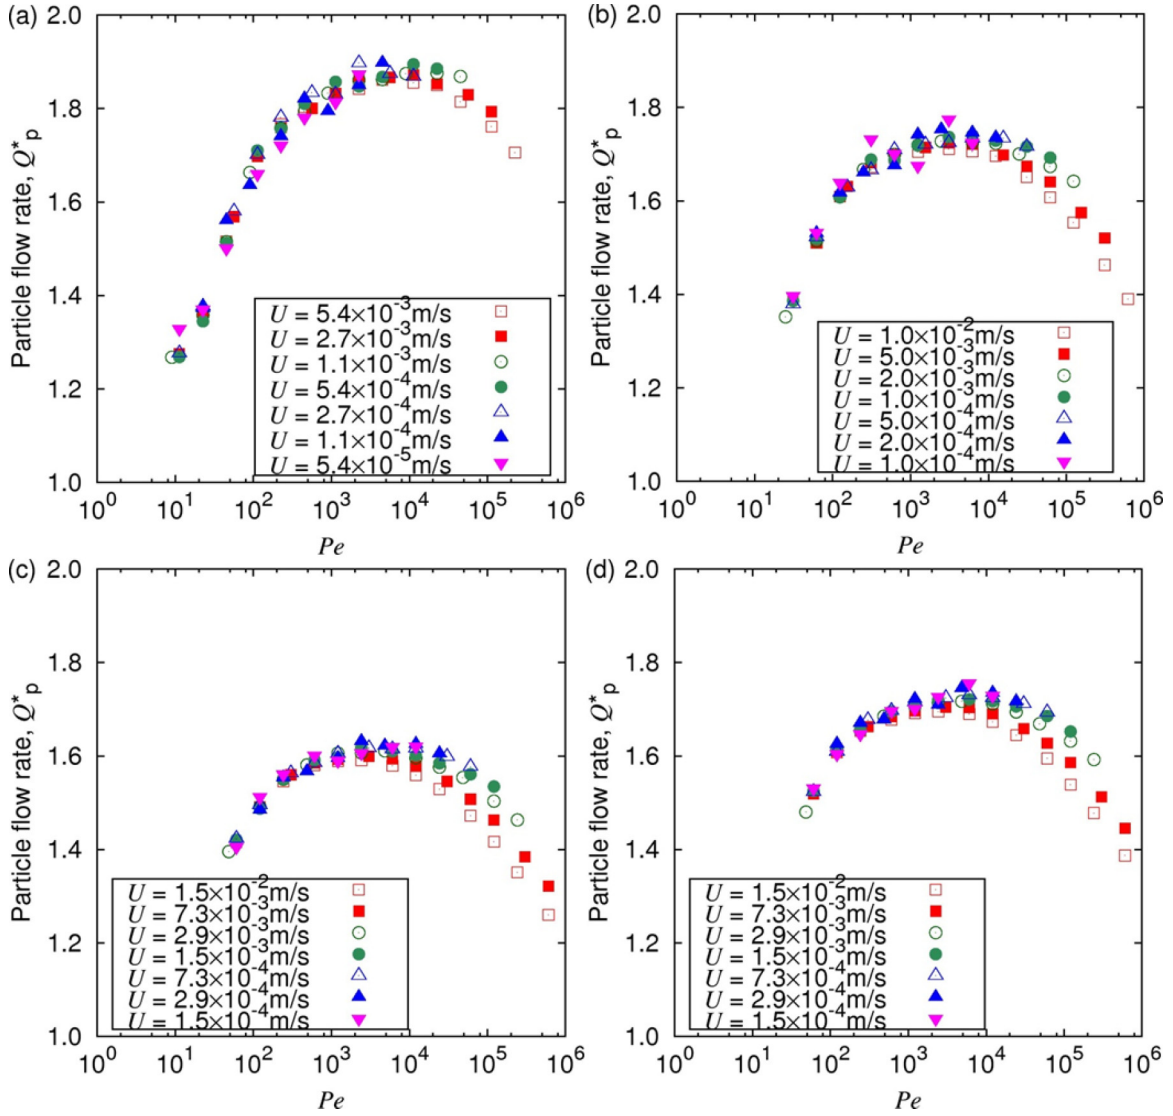 (a)
2.0
1.8
1.6
1.4
1.2
1.0
Particle flow rate, Q*p
U = 5.4×10-3m/s
U = 2.7×10-3m/s
U = 1.1×10-3m/s
U = 5.4×10-4m/s
U = 2.7×10-4m/s
U = 1.1×10-4m/s
U = 5.4×10-5m/s
100 101 102 103 104 105 106
Pe
(b)
2.0
1.8
1.6
1.4
1.2
1.0
Particle flow rate, Q*p
U = 1.0×10-2m/s
U = 5.0×10-3m/s
U = 2.0×10-3m/s
U = 1.0×10-3m/s
U = 5.0×10-4m/s
U = 2.0×10-4m/s
U = 1.0×10-4m/s
100 101 102 103 104 105 106
Pe
(c)
2.0
1.8
1.6
1.4
1.2
1.0
Particle flow rate, Q*p
U = 1.5×10-2m/s
U = 7.3×10-3m/s
U = 2.9×10-3m/s
U = 1.5×10-3m/s
U = 7.3×10-4m/s
U = 2.9×10-4m/s
U = 1.5×10-4m/s
100 101 102 103 104 105 106
Pe
(d)
2.0
1.8
1.6
1.4
1.2
1.0
Particle flow rate, Q*p
U = 1.5×10-2m/s
U = 7.3×10-3m/s
U = 2.9×10-3m/s
U = 1.5×10-3m/s
U = 7.3×10-4m/s
U = 2.9×10-4m/s
U = 1.5×10-4m/s
100 101 102 103 104 105 106
Pe